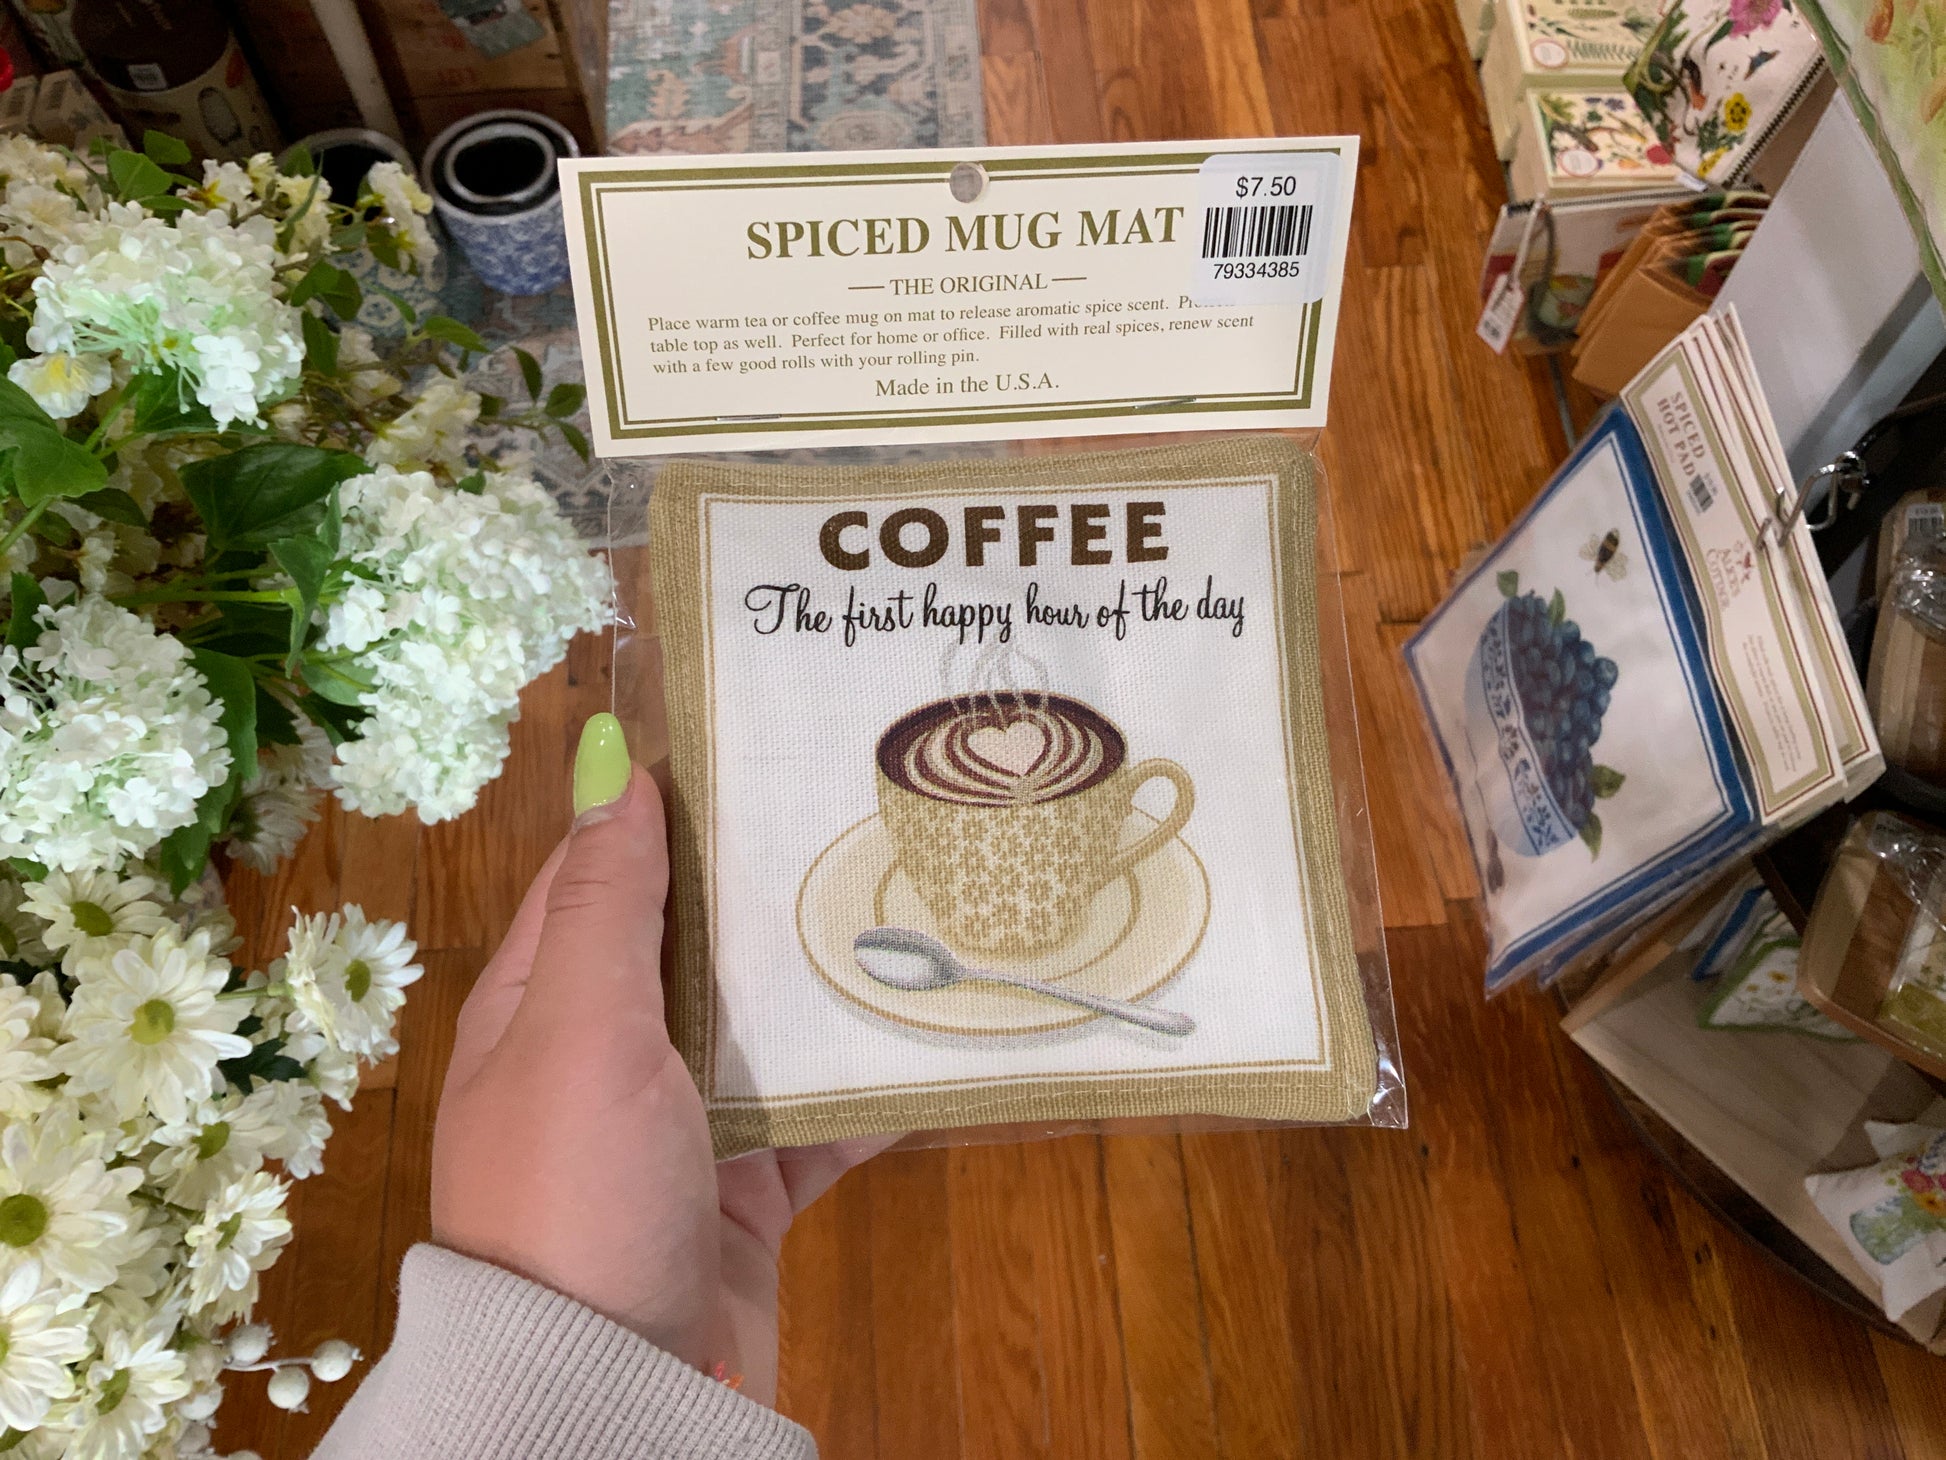 $7.50
79334385
SPICED MUG MAT
THE ORIGINAL
Place warm tea or coffee mug on mat to release aromatic spice scent.
table top as well. Perfect for home or office. Filled with real spices, renew scent
with a few good rolls with your rolling pin.
Made in the U.S.A.
COFFEE
The first happy hour of the day
SPICED
HOT PAD
ALICE'S
COTTAGE